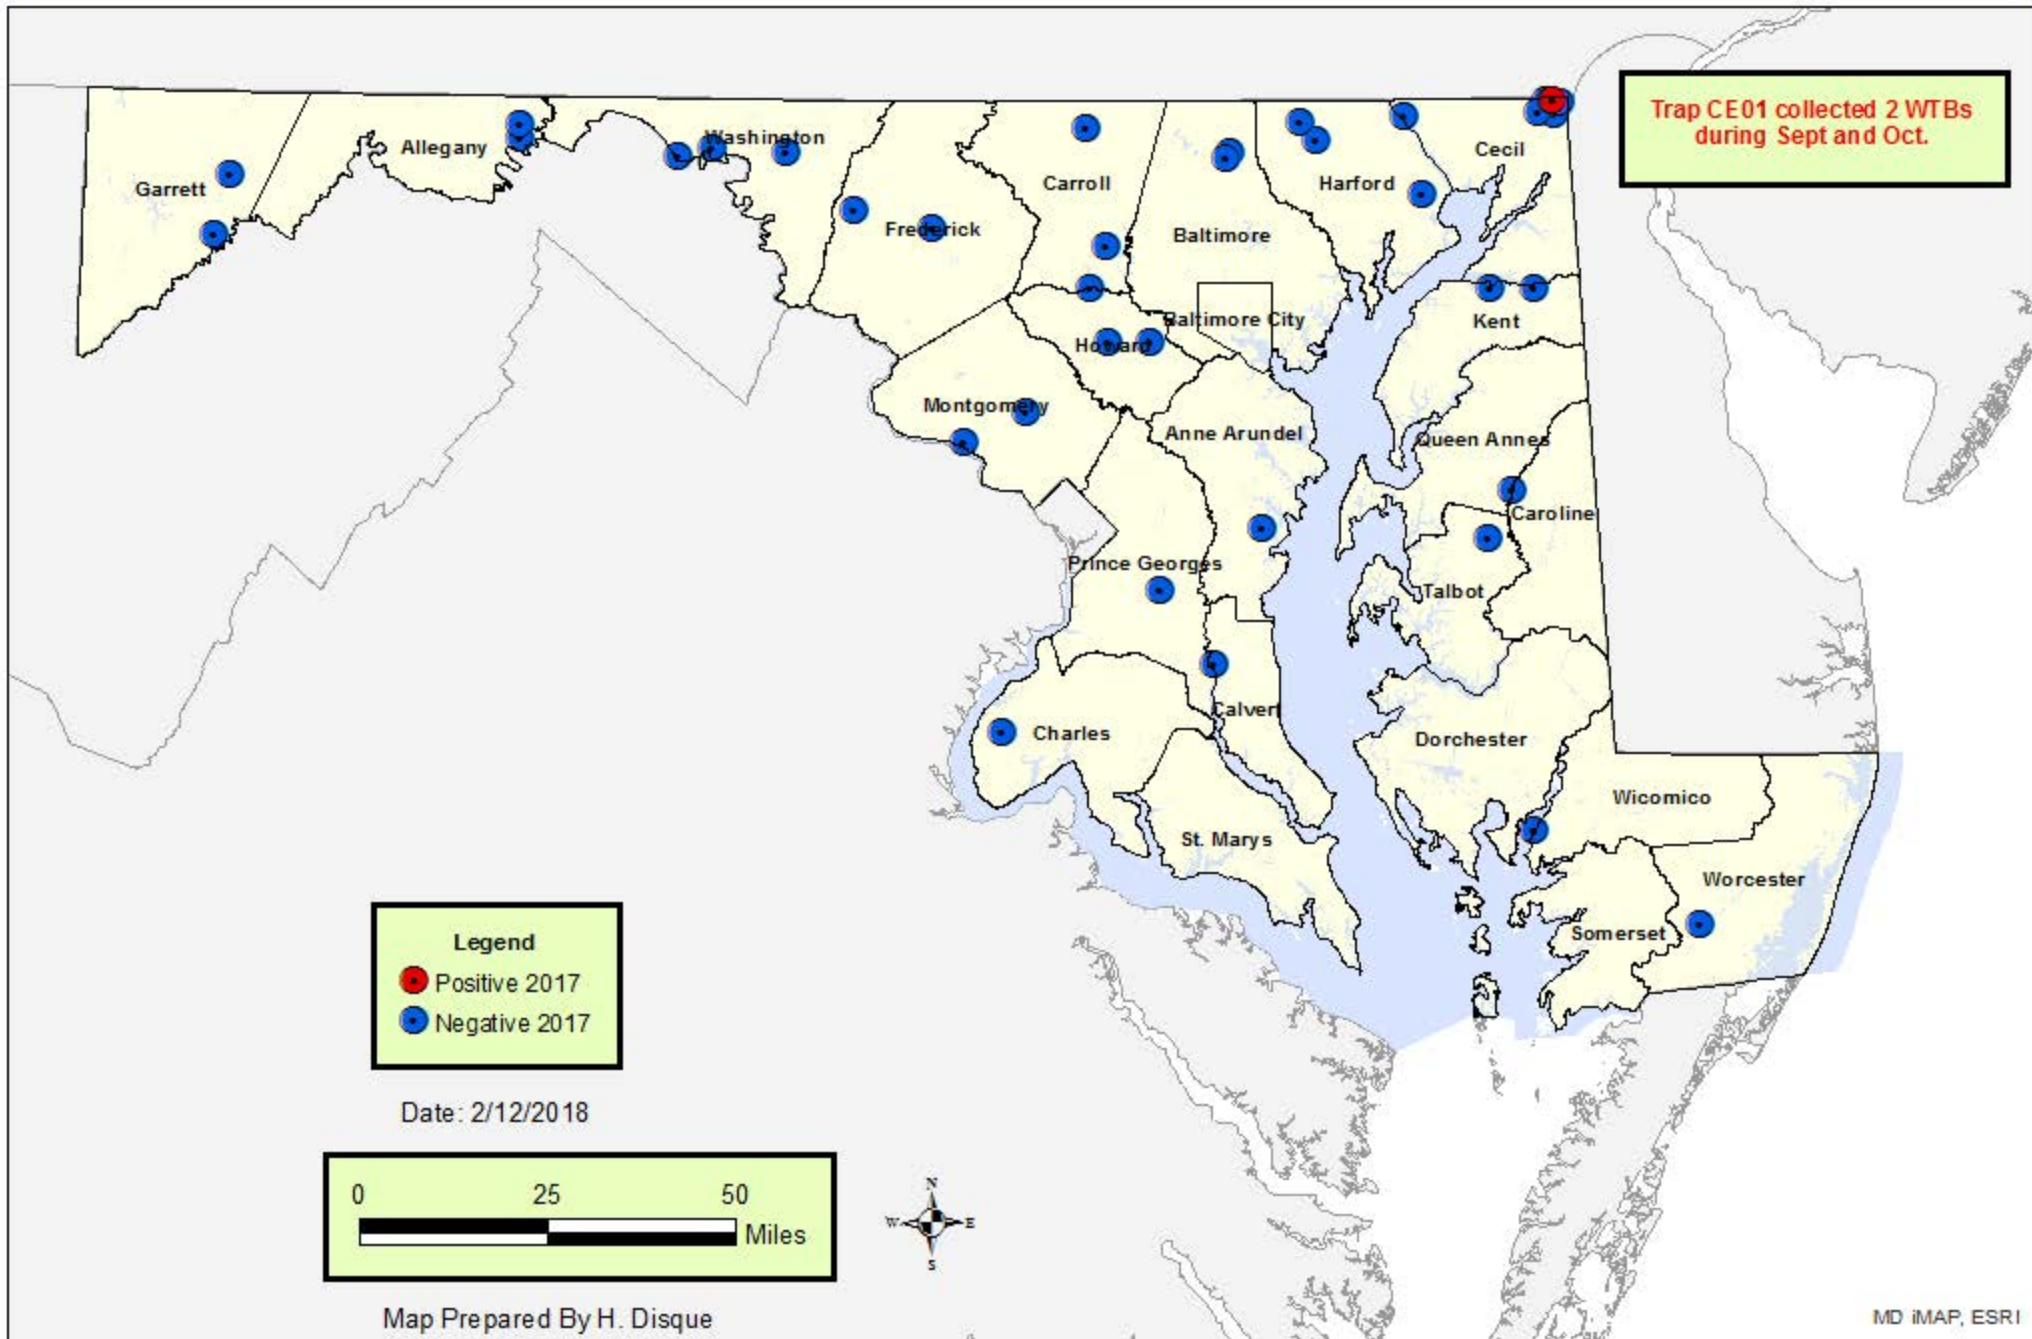 Trap CE01 collected 2 WTBs
during Sept and Oct.
Washington
Allegany
Garrett
Cecil
Carroll
Harford
Frederick
Baltimore
Baltimore City
Kent
Howard
Montgomery
Anne Arundel
Queen Annes
Caroline
Prince Georges
Talbot
Calvert
Charles
Dorchester
Wicomico
St. Marys
Worcester
Somerset
Legend
Positive 2017
Negative 2017
Date: 2/12/2018
0 25 50
Miles
N
W E
S
Map Prepared By H. Disque
MD iMAP, ESRI